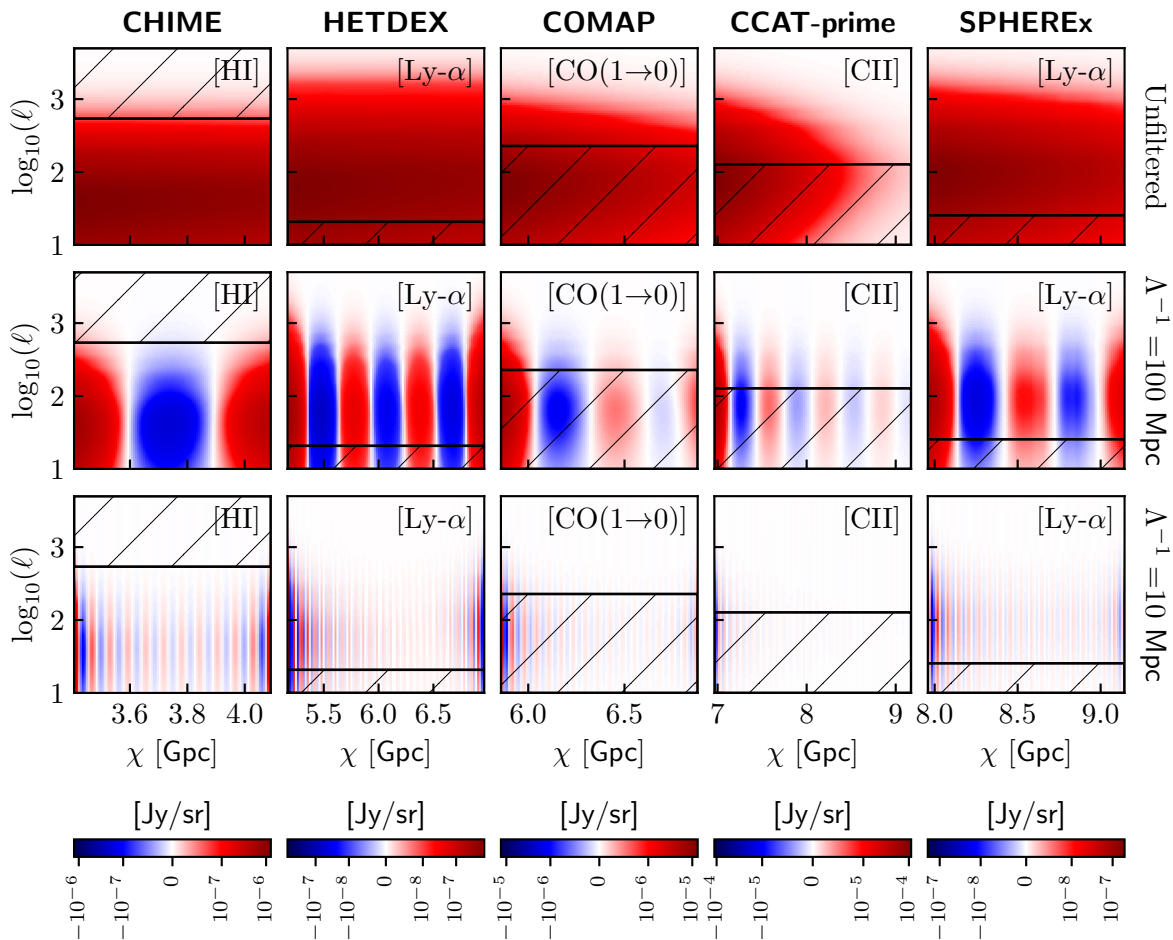 CHIME HETDEX COMAP CCAT-prime SPHEREx
[HI] [Ly-α] [CO(1→0)] [CII] [Ly-α]
log₁₀(ℓ)
3
2
1
Unfiltered
[HI] [Ly-α] [CO(1→0)] [CII] [Ly-α]
log₁₀(ℓ)
3
2
1
Λ⁻¹ = 100 Mpc
[HI] [Ly-α] [CO(1→0)] [CII] [Ly-α]
log₁₀(ℓ)
3
2
1
Λ⁻¹ = 10 Mpc
3.6 3.8 4.0 5.5 6.0 6.5 6.0 6.5 7 8 9 8.0 8.5 9.0
χ [Gpc] χ [Gpc] χ [Gpc] χ [Gpc] χ [Gpc]
[Jy/sr] [Jy/sr] [Jy/sr] [Jy/sr] [Jy/sr]
−10⁻⁶ −10⁻⁷ 0 10⁻⁷ 10⁻⁶ −10⁻⁷ −10⁻⁸ 0 10⁻⁸ 10⁻⁷ −10⁻⁵ −10⁻⁶ 0 10⁻⁶ 10⁻⁵ −10⁻⁴ −10⁻⁵ 0 10⁻⁵ 10⁻⁴ −10⁻⁷ −10⁻⁸ 0 10⁻⁸ 10⁻⁷